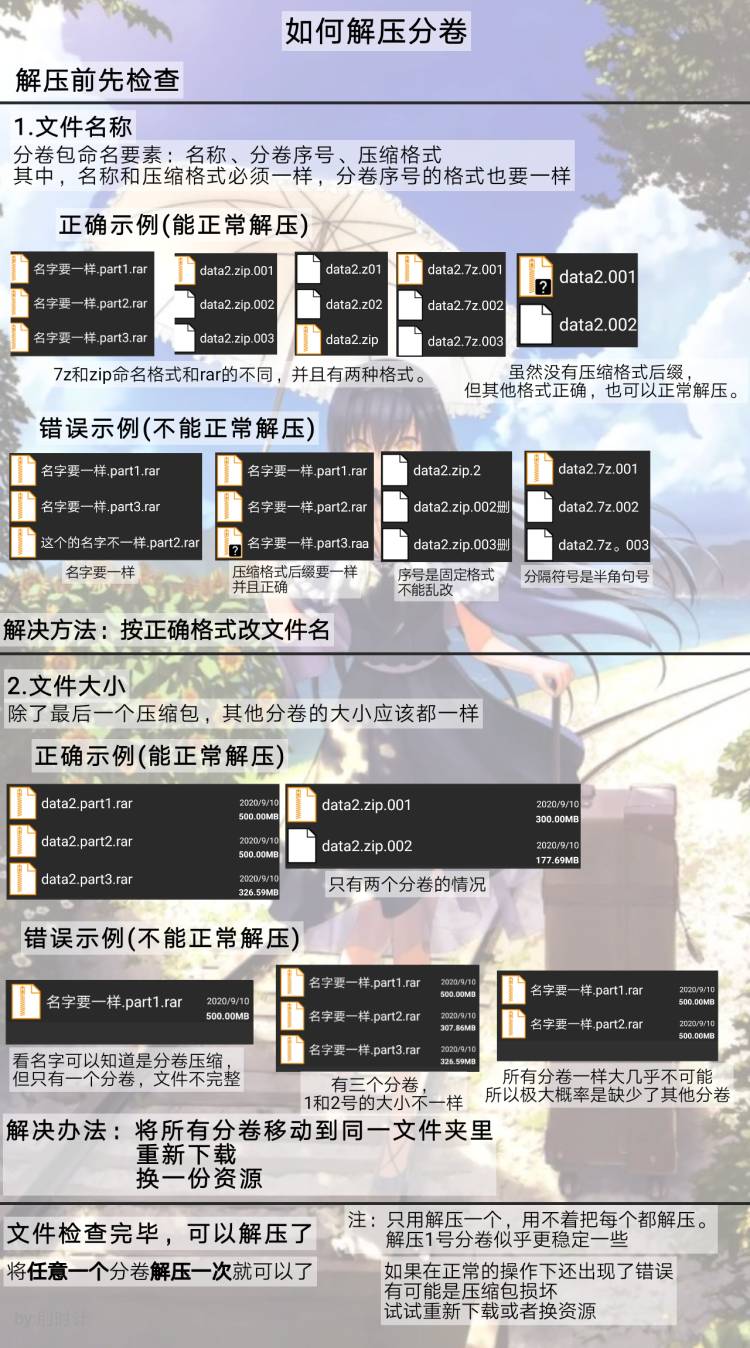 如何解压分卷
解压前先检查
1.文件名称
分卷包命名要素：名称、分卷序号、压缩格式
其中，名称和压缩格式必须一样，分卷序号的格式也要一样
正确示例(能正常解压)
名字要一样.part1.rar
名字要一样.part2.rar
名字要一样.part3.rar
data2.zip.001
data2.zip.002
data2.zip.003
data2.z01
data2.z02
data2.zip
data2.7z.001
data2.7z.002
data2.7z.003
data2.001
data2.002
7z和zip命名格式和rar的不同，并且有两种格式。
虽然没有压缩格式后缀，
但其他格式正确，也可以正常解压。
错误示例(不能正常解压)
名字要一样.part1.rar
名字要一样.part3.rar
这个的名字不一样.part2.rar
名字要一样.part1.rar
名字要一样.part2.rar
名字要一样.part3.raa
data2.zip.2
data2.zip.002删
data2.zip.003删
data2.7z.001
data2.7z.002
data2.7z。003
名字要一样
压缩格式后缀要一样
并且正确
序号是固定格式
不能乱改
分隔符号是半角句号
解决方法：按正确格式改文件名
2.文件大小
除了最后一个压缩包，其他分卷的大小应该都一样
正确示例(能正常解压)
data2.part1.rar
2020/9/10
500.00MB
data2.part2.rar
2020/9/10
500.00MB
data2.part3.rar
2020/9/10
326.59MB
data2.zip.001
2020/9/10
300.00MB
data2.zip.002
2020/9/10
177.69MB
只有两个分卷的情况
错误示例(不能正常解压)
名字要一样.part1.rar
2020/9/10
500.00MB
看名字可以知道是分卷压缩，
但只有一个分卷，文件不完整
名字要一样.part1.rar
2020/9/10
500.00MB
名字要一样.part2.rar
2020/9/10
307.86MB
名字要一样.part3.rar
2020/9/10
326.59MB
有三个分卷，
1和2号的大小不一样
名字要一样.part1.rar
2020/9/10
500.00MB
名字要一样.part2.rar
2020/9/10
500.00MB
所有分卷一样大几乎不可能
所以极大概率是缺少了其他分卷
解决办法：将所有分卷移动到同一文件夹里
重新下载
换一份资源
文件检查完毕，可以解压了
将任意一个分卷解压一次就可以了
注：只用解压一个，用不着把每个都解压。
解压1号分卷似乎更稳定一些
如果在正常的操作下还出现了错误
有可能是压缩包损坏
试试重新下载或者换资源